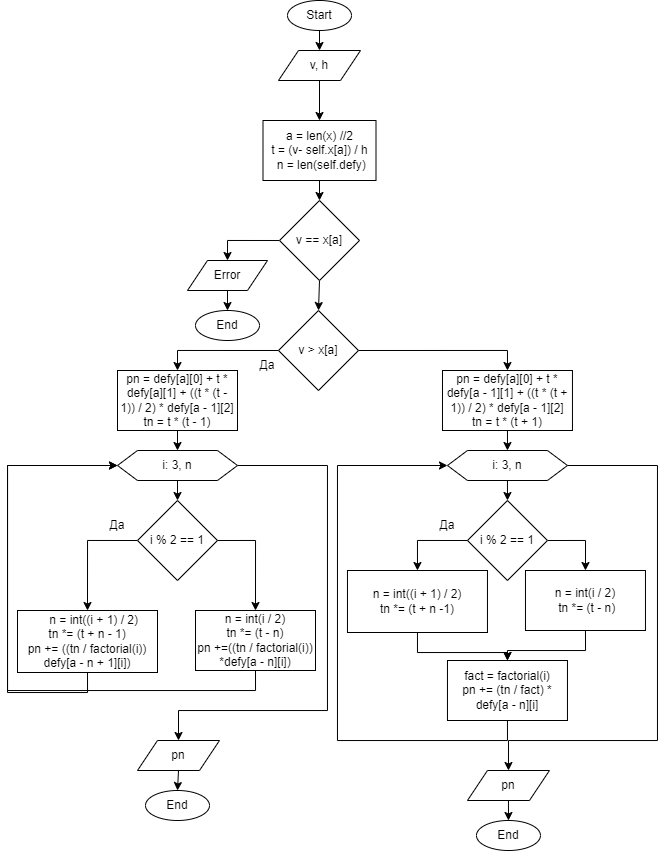 Start
v, h
a = len(x) //2
t = (v- self.x[a]) / h
n = len(self.defy)
v == x[a]
Error
End
v > x[a]
Да
pn = defy[a][0] + t *
defy[a][1] + ((t * (t -
1)) / 2) * defy[a - 1][2]
tn = t * (t - 1)
pn = defy[a][0] + t *
defy[a - 1][1] + ((t * (t +
1)) / 2) * defy[a - 1][2]
tn = t * (t + 1)
i: 3, n
i: 3, n
Да
i % 2 == 1
Да
i % 2 == 1
n = int((i + 1) / 2)
tn *= (t + n - 1)
pn += ((tn / factorial(i))
defy[a - n + 1][i])
n = int(i / 2)
tn *= (t - n)
pn +=((tn / factorial(i))
*defy[a - n][i])
n = int((i + 1) / 2)
tn *= (t + n -1)
n = int(i / 2)
tn *= (t - n)
fact = factorial(i)
pn += (tn / fact) *
defy[a - n][i]
pn
End
pn
End